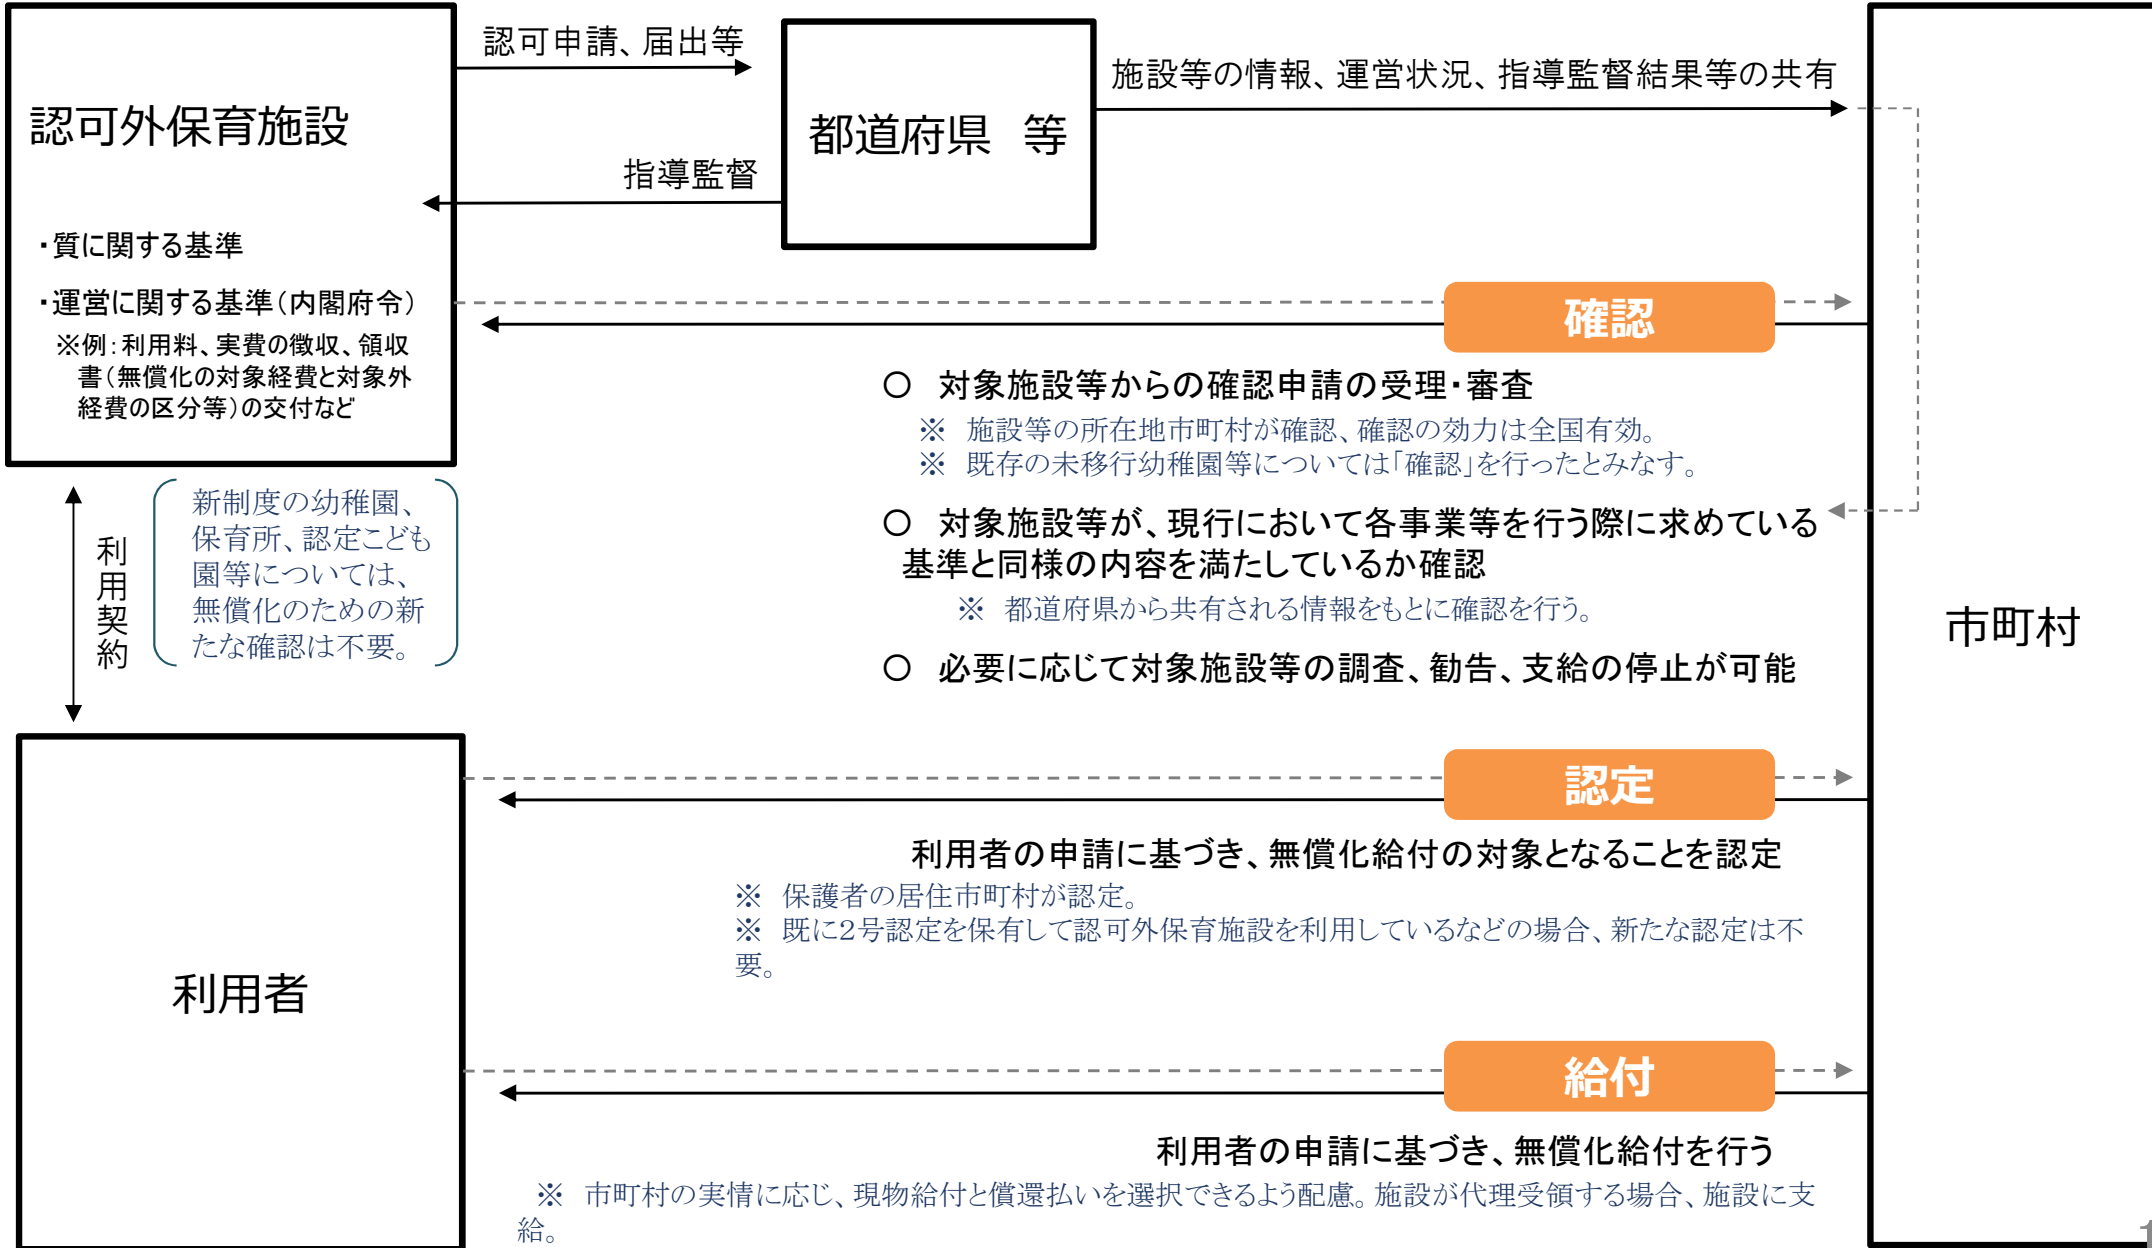 認可外保育施設
・質に関する基準
・運営に関する基準(内閣府令)
※例:利用料、実費の徴収、領収
書(無償化の対象経費と対象外
経費の区分等)の交付など
認可申請、届出等
指導監督
都道府県　等
施設等の情報、運営状況、指導監督結果等の共有
確認
○　対象施設等からの確認申請の受理・審査
※　施設等の所在地市町村が確認、確認の効力は全国有効。
※　既存の未移行幼稚園等については「確認」を行ったとみなす。
○　対象施設等が、現行において各事業等を行う際に求めている
基準と同様の内容を満たしているか確認
※　都道府県から共有される情報をもとに確認を行う。
○　必要に応じて対象施設等の調査、勧告、支給の停止が可能
利用契約
新制度の幼稚園、
保育所、認定こども
園等については、
無償化のための新
たな確認は不要。
市町村
利用者
認定
利用者の申請に基づき、無償化給付の対象となることを認定
※　保護者の居住市町村が認定。
※　既に2号認定を保有して認可外保育施設を利用しているなどの場合、新たな認定は不
要。
給付
利用者の申請に基づき、無償化給付を行う
※　市町村の実情に応じ、現物給付と償還払いを選択できるよう配慮。施設が代理受領する場合、施設に支
給。